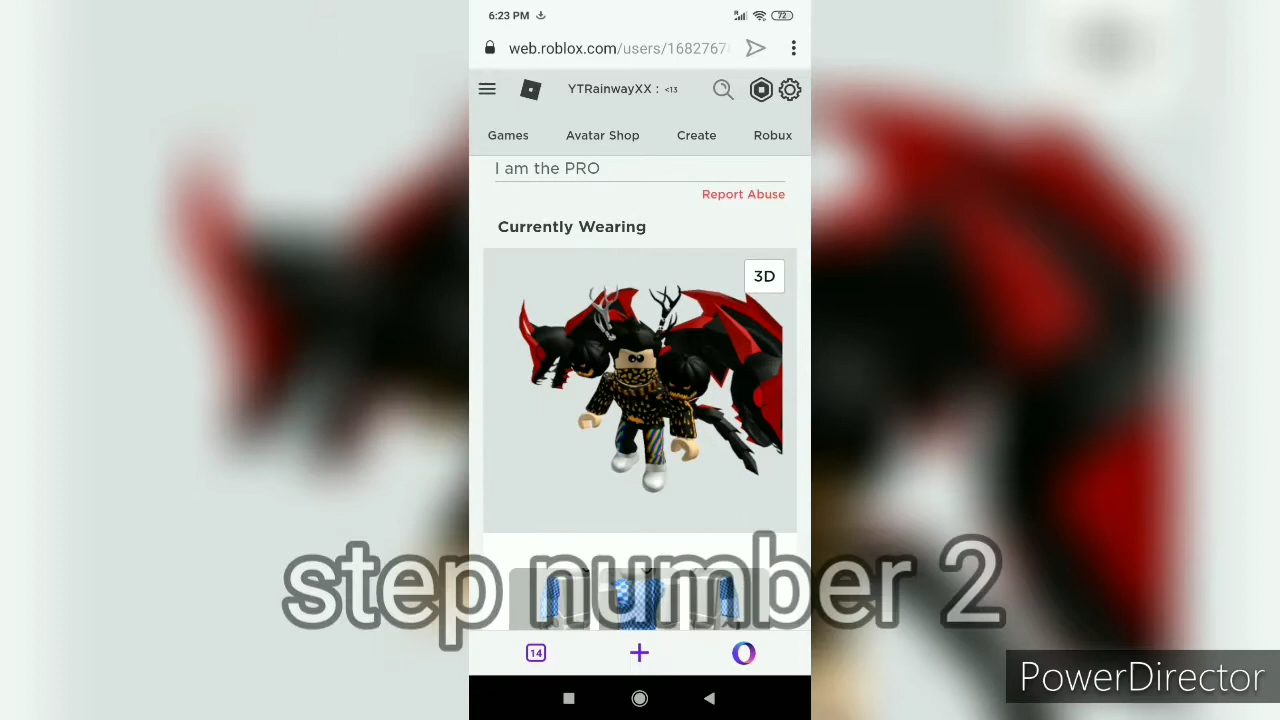 6:23 PM
R
72
web.roblox.com/users/1682767
YTRainwayXX : <13
Games Avatar Shop Create Robux
I am the PRO
Report Abuse
Currently Wearing
3D
step number 2
14
PowerDirector